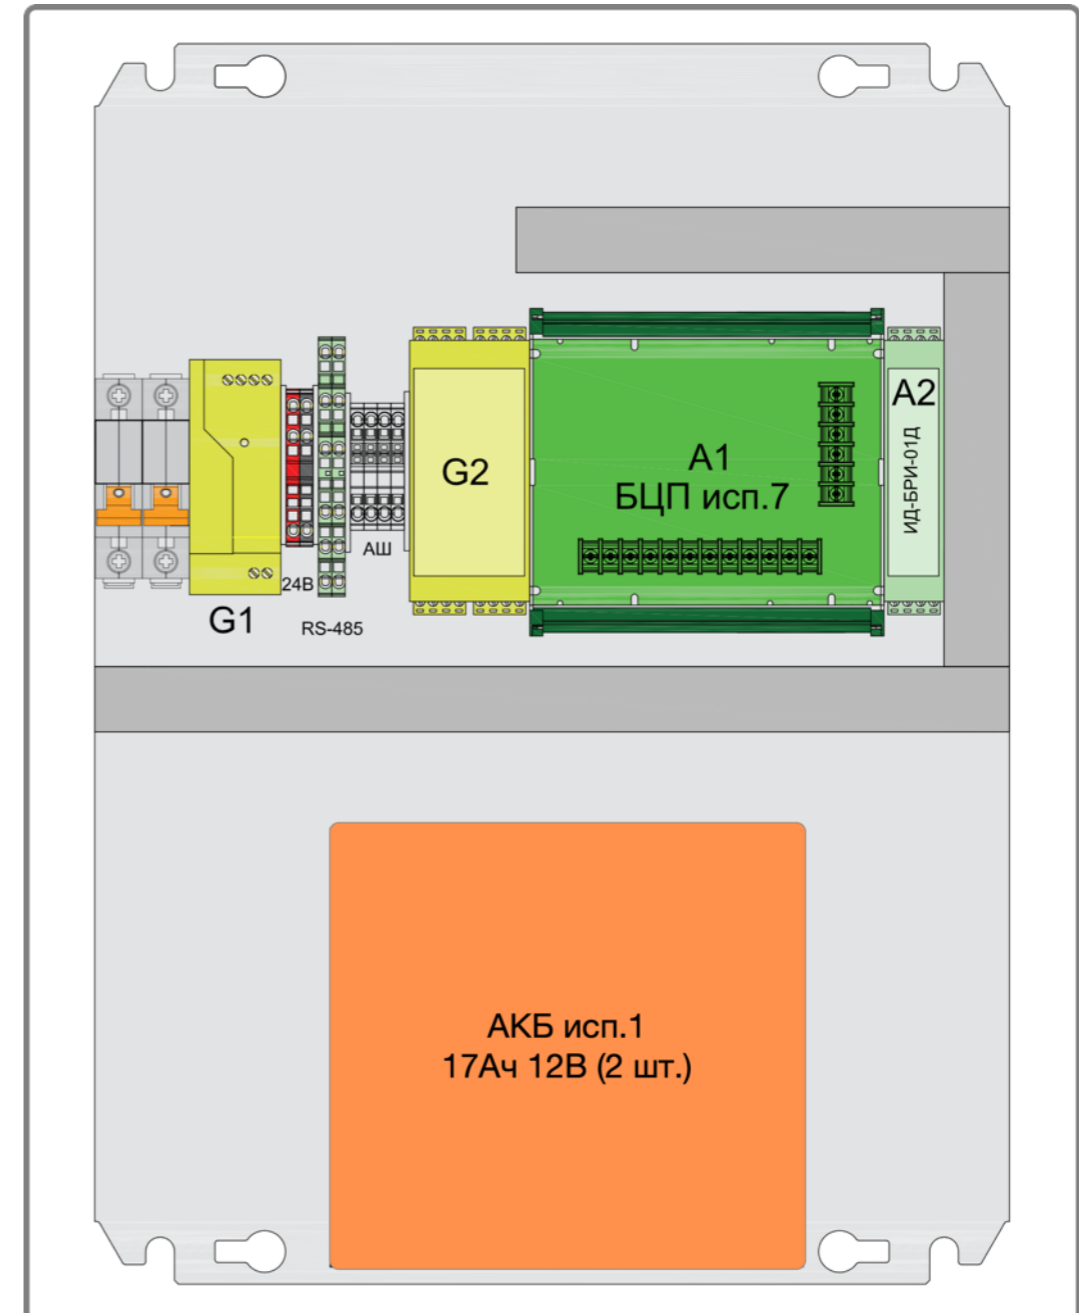 A2
A1
БЦП исп.7
G2
ИД-БРИ-01Д
АШ
24В
G1
RS-485
АКБ исп.1
17Ач 12В (2 шт.)